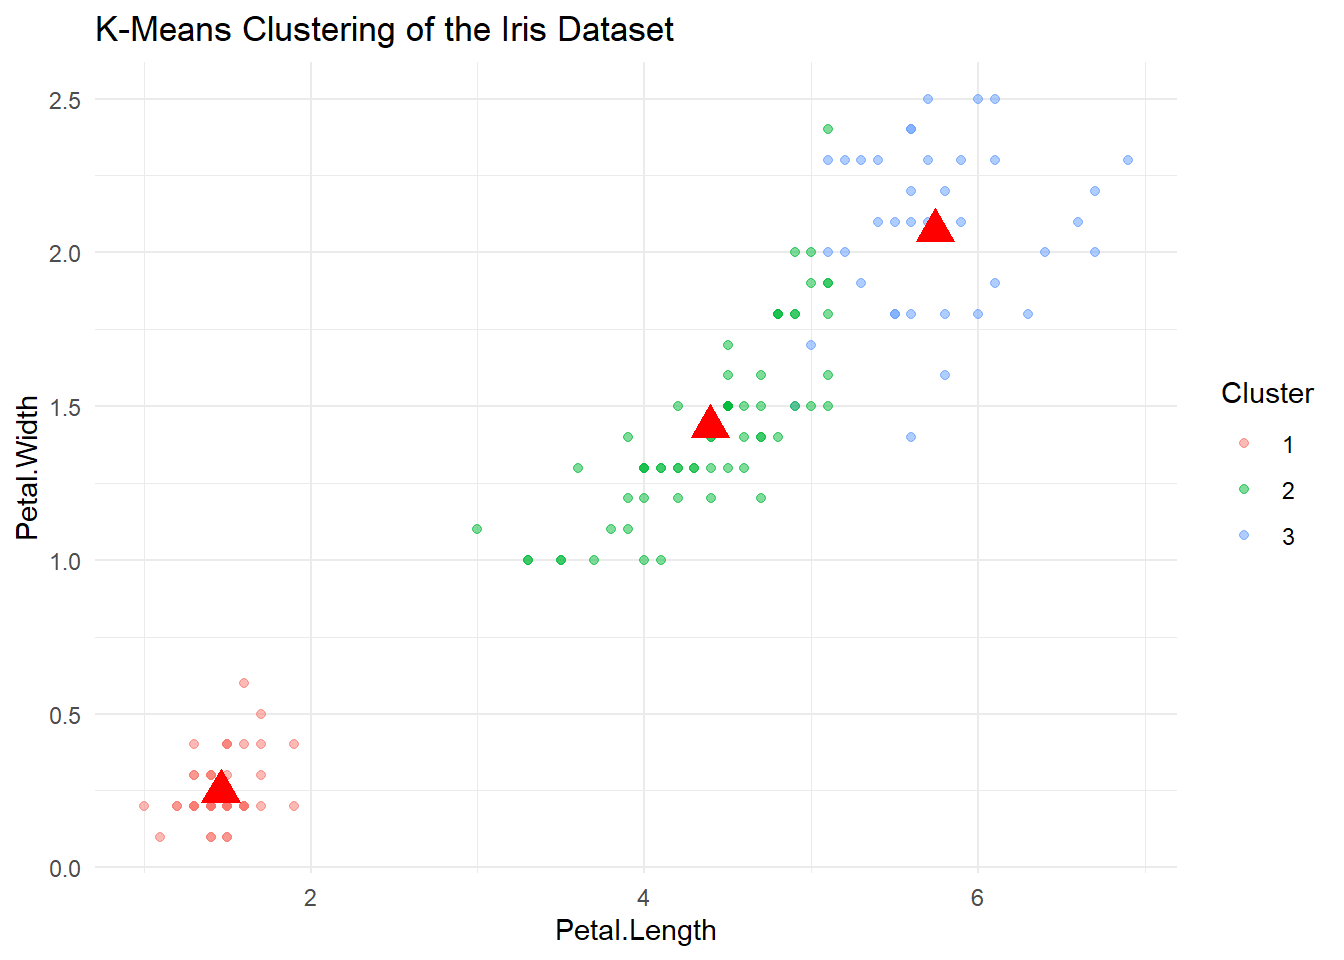 K-Means Clustering of the Iris Dataset
2.5
2.0
1.5
1.0
0.5
0.0
Petal.Width
2 4 6
Petal.Length
Cluster
1
2
3